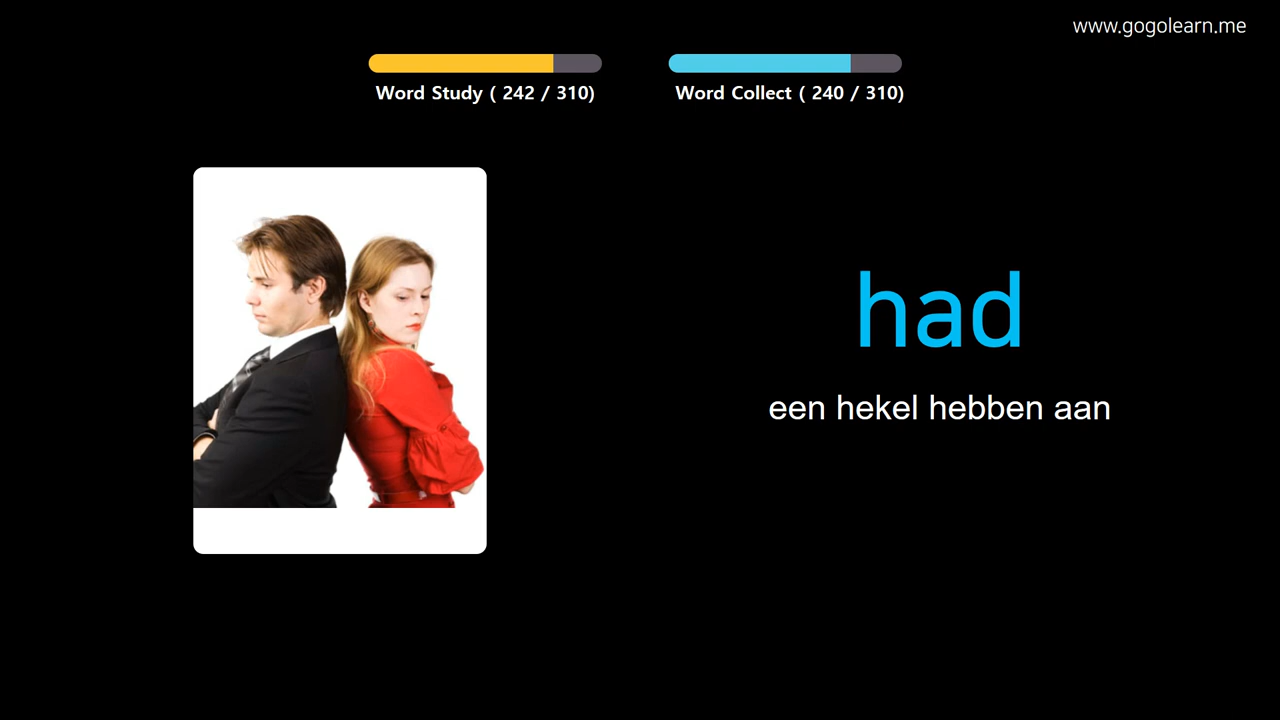 www.gogolearn.me
Word Study ( 242 / 310)
Word Collect ( 240 / 310)
had
een hekel hebben aan